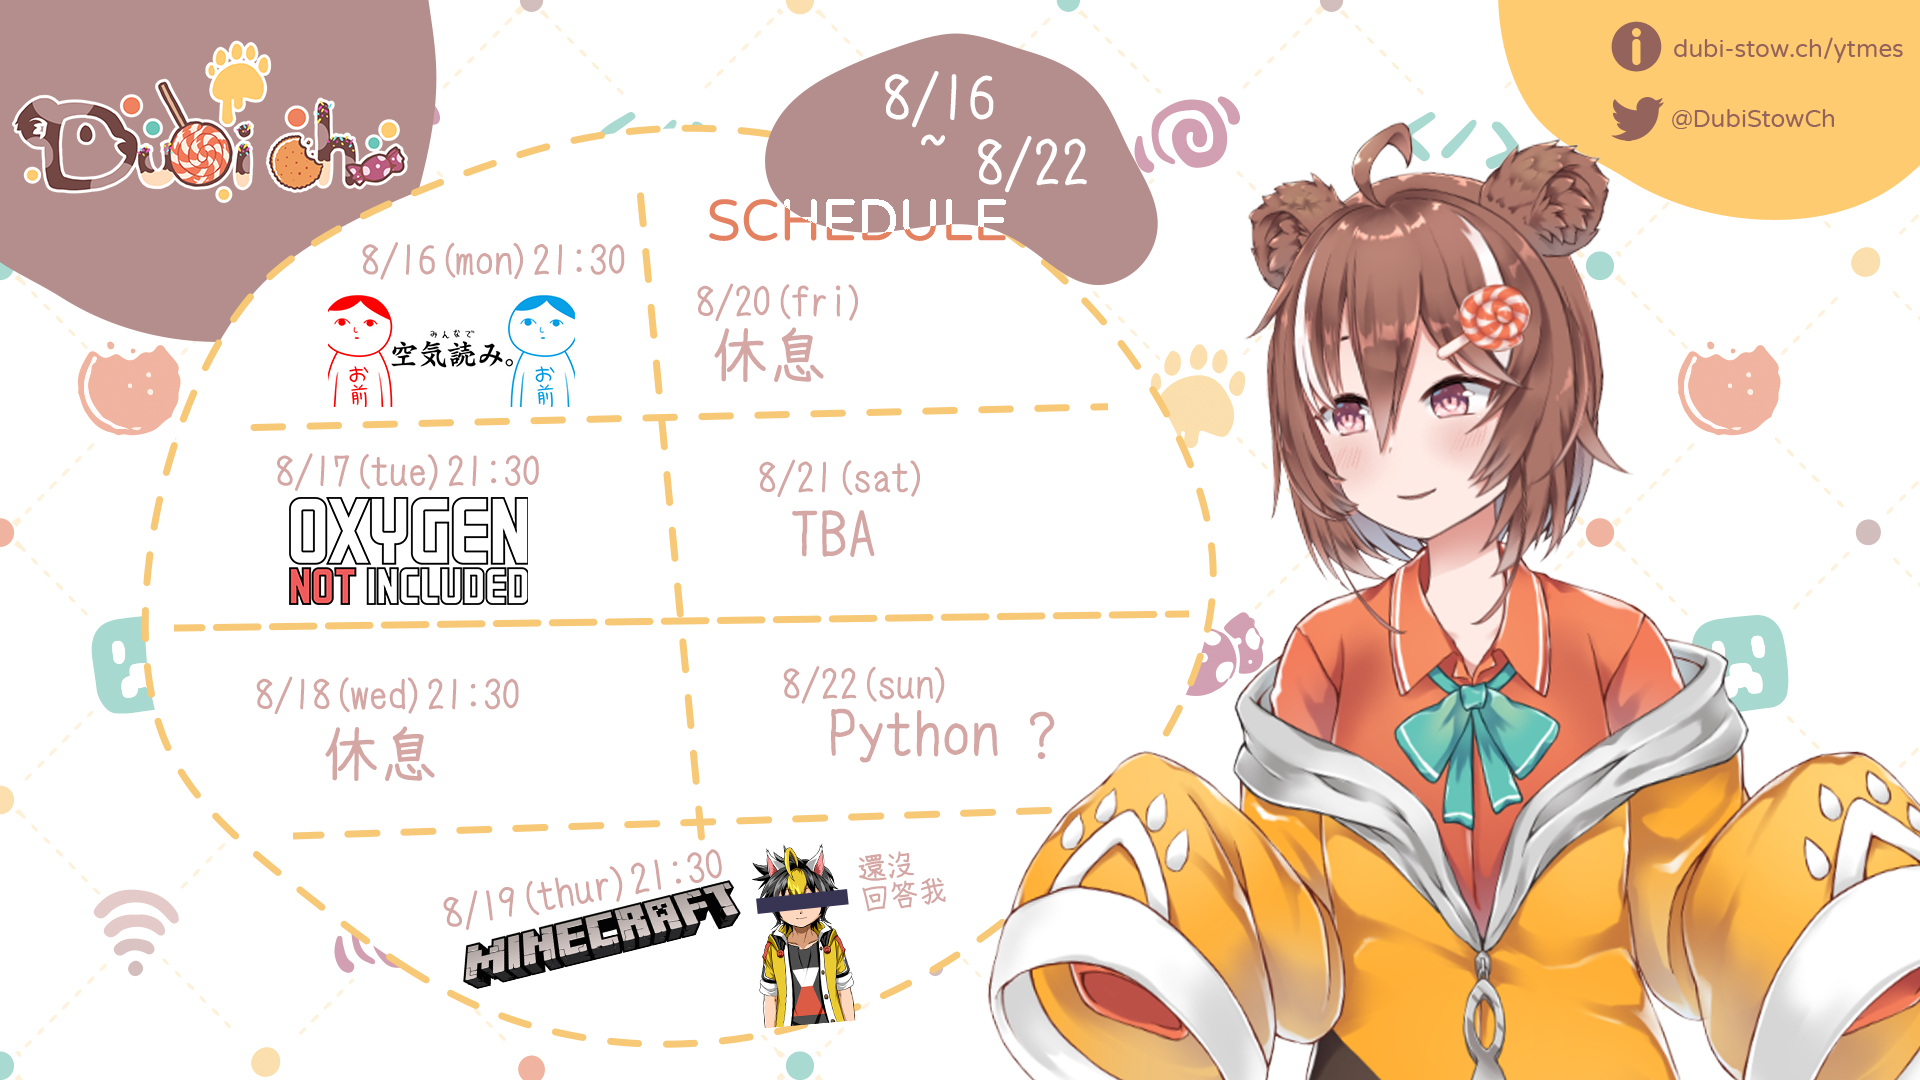 Dubi ch
dubi-stow.ch/ytmes
@DubiStowCh
8/16
~
8/22
SCHEDULE
8/16(mon)21:30
みんなで
空気読み。
お前
お前
8/17(tue)21:30
OXYGEN
NOT INCLUDED
8/18(wed)21:30
休息
8/19(thur)21:30
MINECRAFT
還沒
回答我
8/20(fri)
休息
8/21(sat)
TBA
8/22(sun)
Python ?